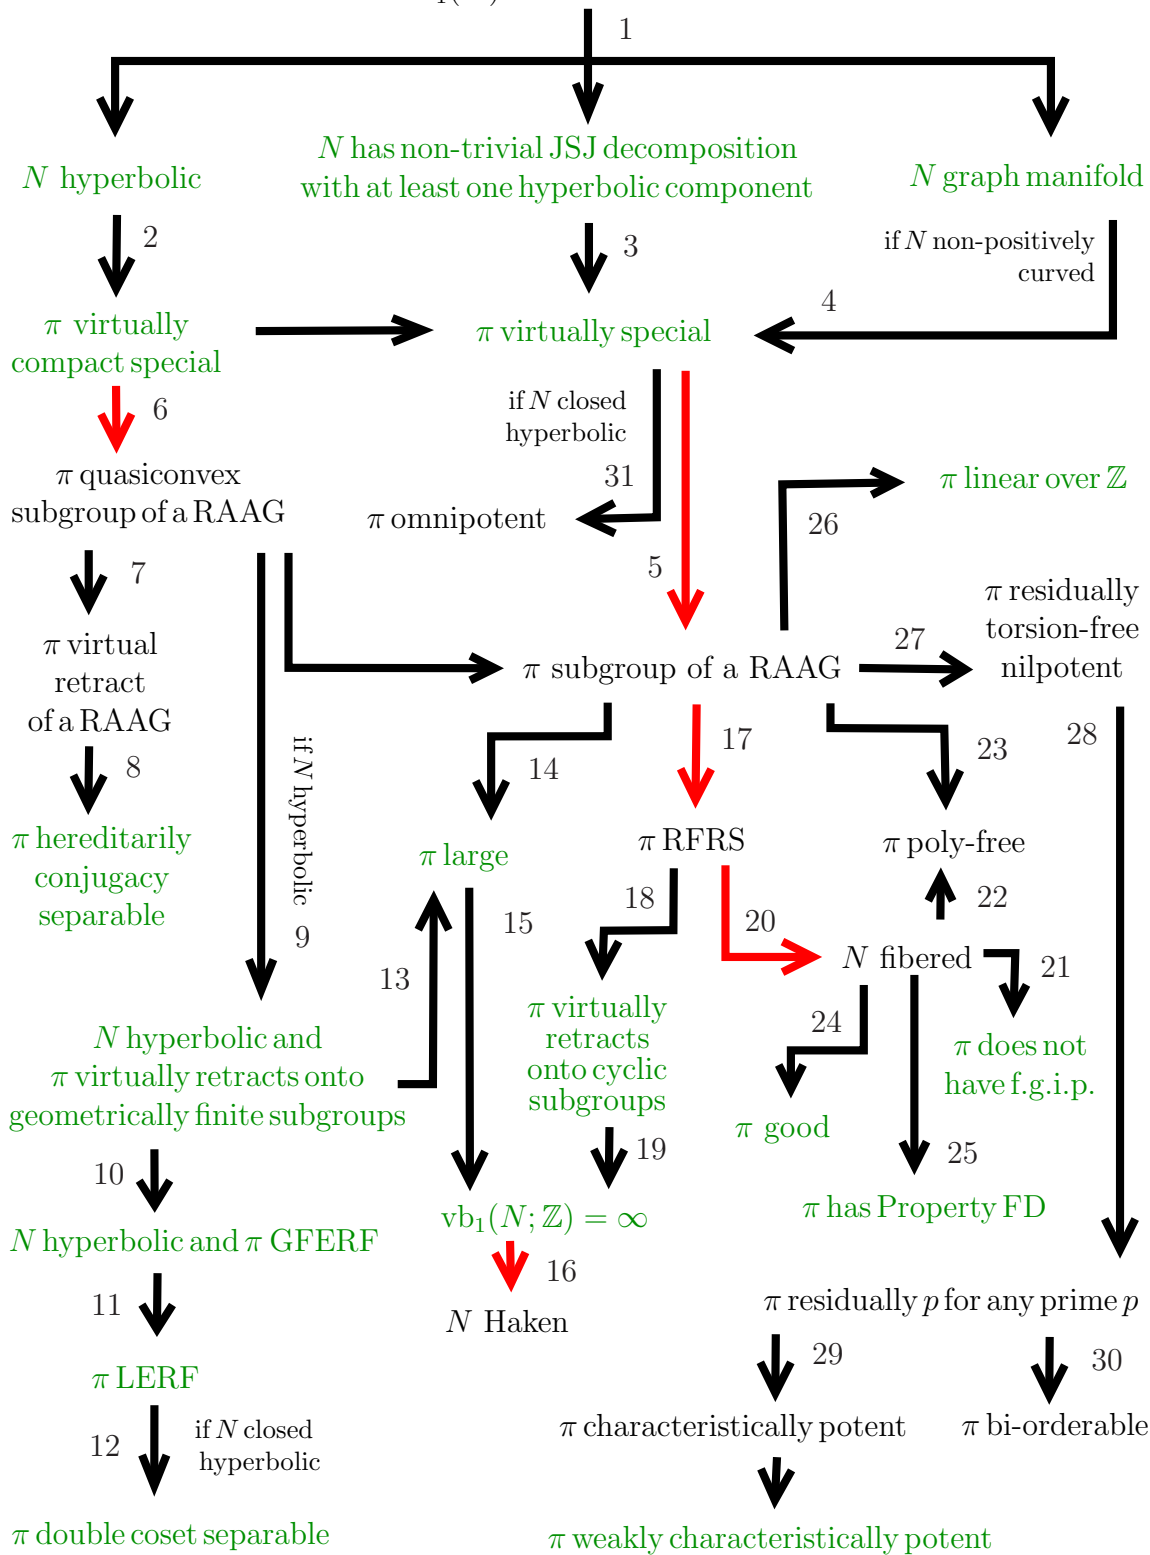 1
N hyperbolic
N has non-trivial JSJ decomposition
with at least one hyperbolic component
N graph manifold
2
3
if N non-positively
curved
4
π virtually
compact special
π virtually special
6
if N closed
hyperbolic
31
5
π quasiconvex
subgroup of a RAAG
π omnipotent
26
π linear over ℤ
7
π virtual
retract
of a RAAG
π subgroup of a RAAG
27
π residually
torsion-free
nilpotent
8
if N hyperbolic
9
14
17
23
28
π hereditarily
conjugacy
separable
π large
π RFRS
π poly-free
13
15
18
20
22
N fibered
21
N hyperbolic and
π virtually retracts onto
geometrically finite subgroups
π virtually
retracts
onto cyclic
subgroups
24
π does not
have f.g.i.p.
π good
10
19
25
N hyperbolic and π GFERF
vb₁(N; ℤ) = ∞
π has Property FD
11
16
N Haken
π residually p for any prime p
π LERF
29
30
12
if N closed
hyperbolic
π characteristically potent
π bi-orderable
π double coset separable
π weakly characteristically potent